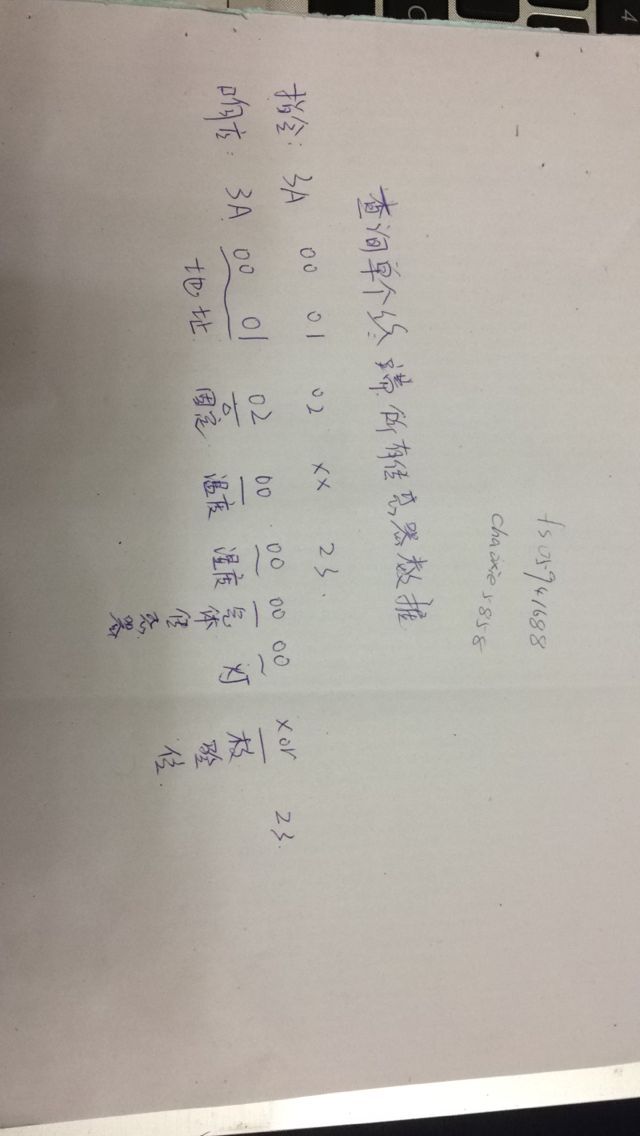 fs05941688
chaixie5858
查询单个终端所有传感器数据
指令: 3A 00 01 02 XX 23.
响应: 3A 00 01 02 00 00 00 00 XOR 23.
地址 固定 温度 湿度 气体传感器 灯 校验位